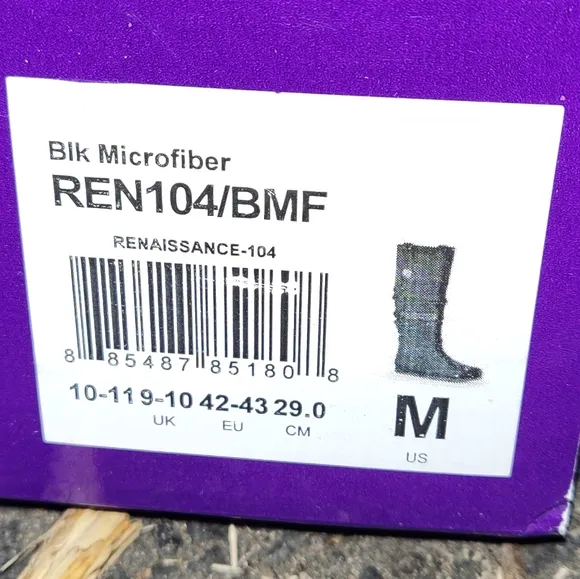 Blk Microfiber
REN104/BMF
RENAISSANCE-104
8 85487 85180 8
10-11 9-10 42-43 29.0 M
UK EU CM US